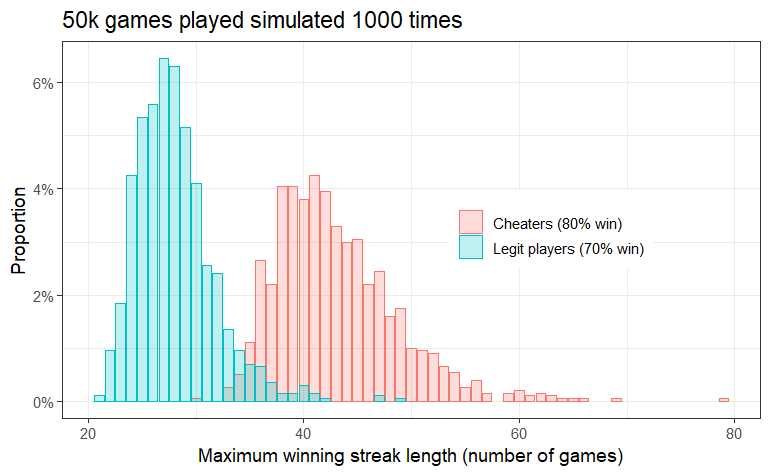 50k games played simulated 1000 times
6%
4%
2%
0%
Proportion
Cheaters (80% win)
Legit players (70% win)
20 40 60 80
Maximum winning streak length (number of games)